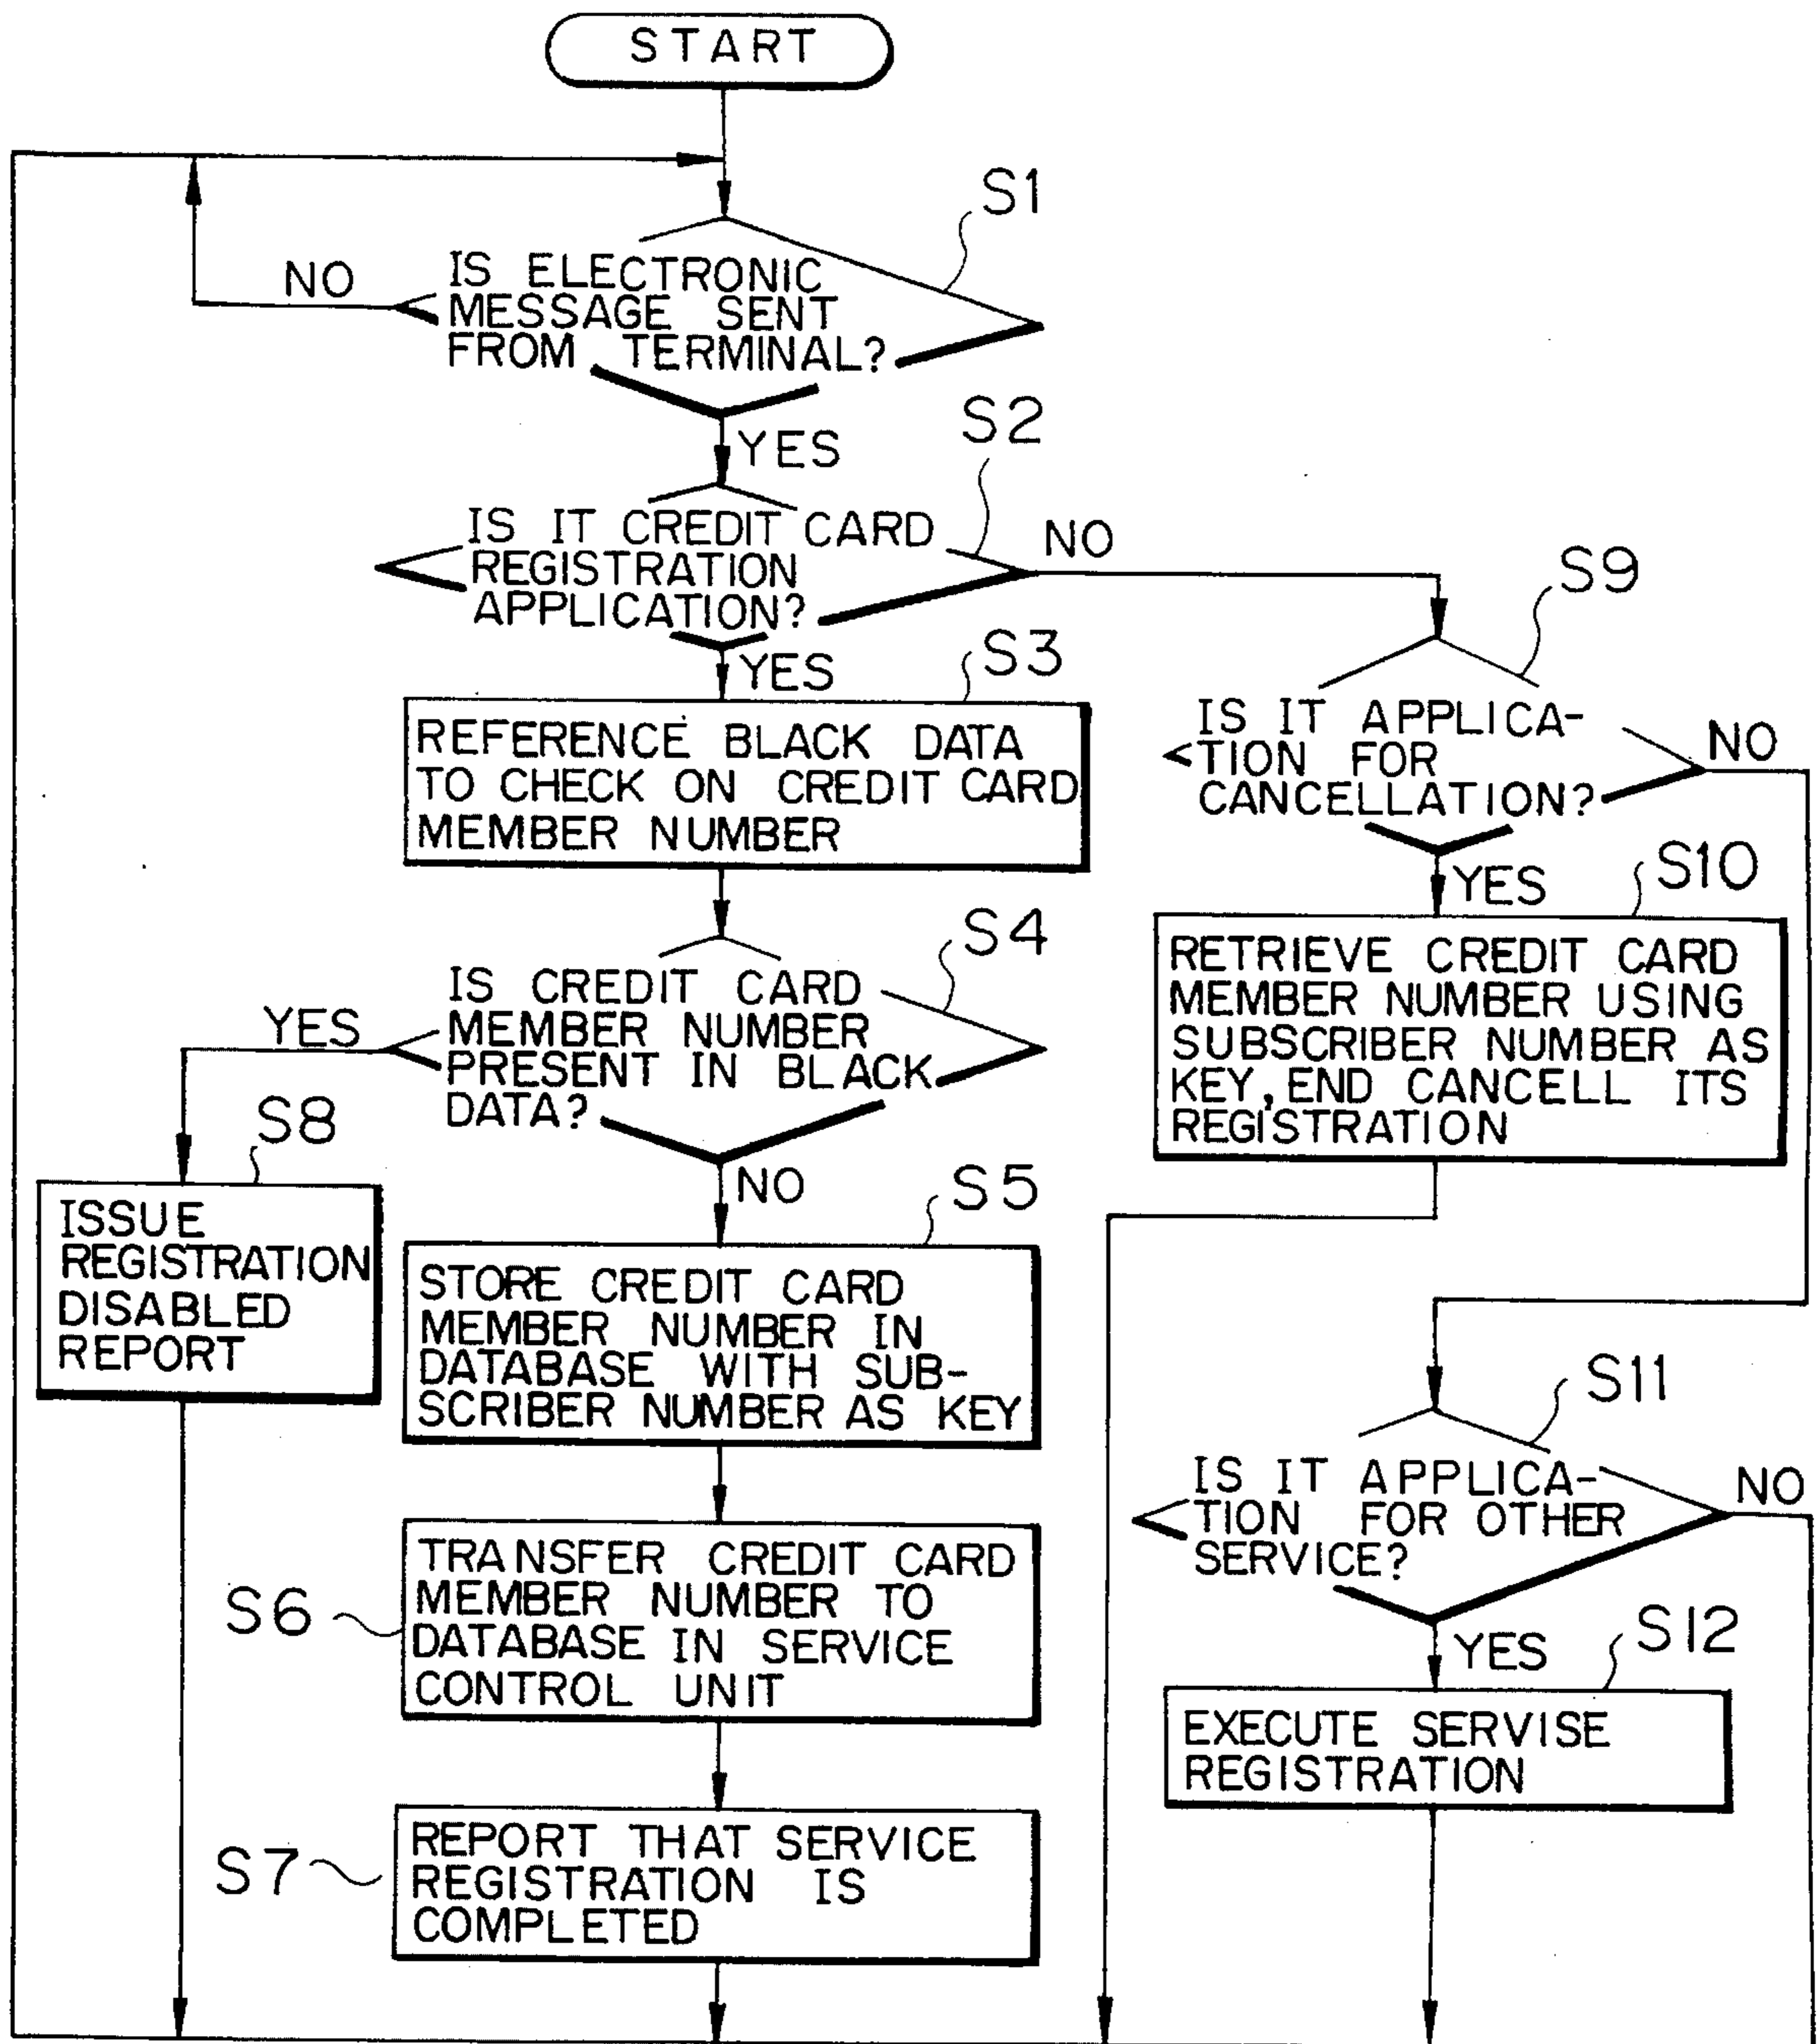 START
S1
IS ELECTRONIC
MESSAGE SENT
FROM TERMINAL?
NO
YES
S2
IS IT CREDIT CARD
REGISTRATION
APPLICATION?
NO
YES
S3
REFERENCE BLACK DATA
TO CHECK ON CREDIT CARD
MEMBER NUMBER
S4
IS CREDIT CARD
MEMBER NUMBER
PRESENT IN BLACK
DATA?
YES
NO
S8
ISSUE
REGISTRATION
DISABLED
REPORT
S5
STORE CREDIT CARD
MEMBER NUMBER IN
DATABASE WITH SUB-
SCRIBER NUMBER AS KEY
S6
TRANSFER CREDIT CARD
MEMBER NUMBER TO
DATABASE IN SERVICE
CONTROL UNIT
S7
REPORT THAT SERVICE
REGISTRATION IS
COMPLETED
S9
IS IT APPLICA-
TION FOR
CANCELLATION?
NO
YES
S10
RETRIEVE CREDIT CARD
MEMBER NUMBER USING
SUBSCRIBER NUMBER AS
KEY, END CANCELL ITS
REGISTRATION
S11
IS IT APPLICA-
TION FOR OTHER
SERVICE?
NO
YES
S12
EXECUTE SERVISE
REGISTRATION